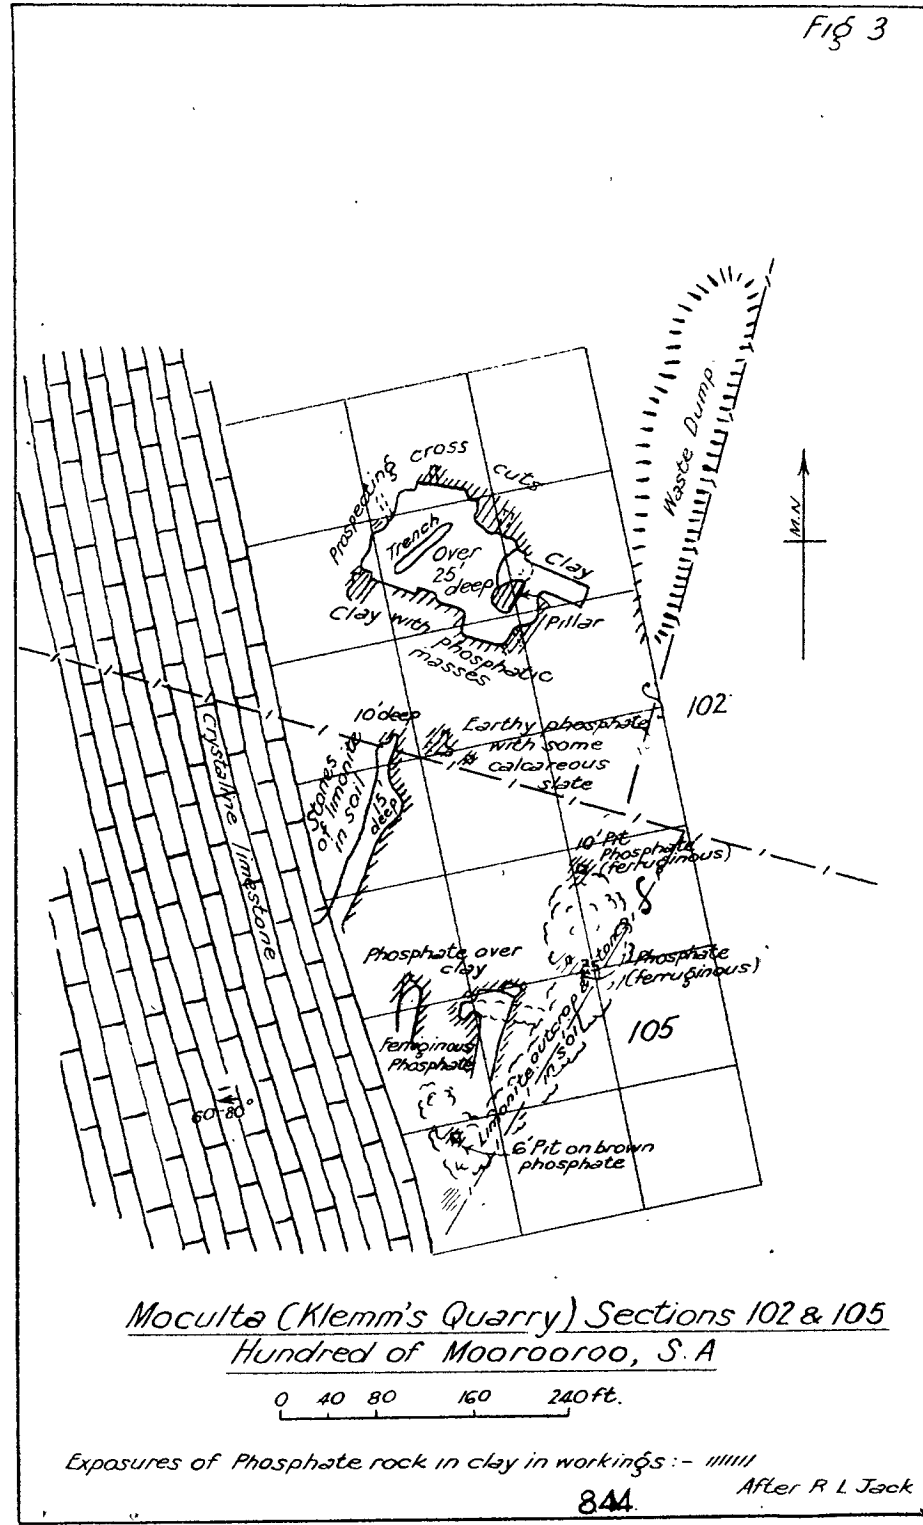 Fig 3
Waste Dump
M.N
Prospecting cross cuts
Trench
Over
25'
deep
Clay
Pillar
Clay with phosphatic
masses
102
10' deep
Earthy phosphate
with some
calcareous
slate
Stones
of limonite
in soil
15'
deep
Crystalline limestone
10' Pit
Phosphate
(ferruginous)
Phosphate over
clay
Phosphate
(ferruginous)
105
Ferruginous
Phosphate
Limonite outcrop & stones
in soil
60-80°
6' Pit on brown
phosphate
Moculta (Klemm's Quarry) Sections 102 & 105
Hundred of Moorooroo, S.A
0 40 80 160 240 ft.
Exposures of Phosphate rock in clay in workings :-
After R L Jack
844